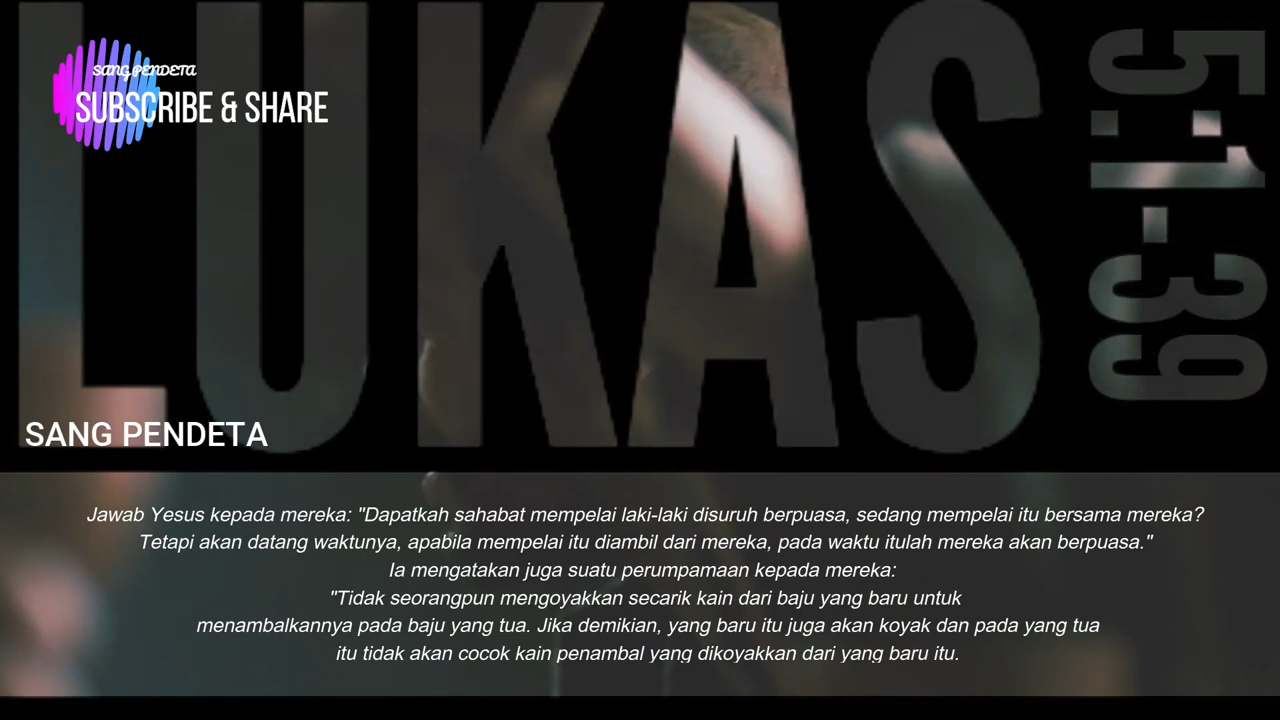 SANG PENDETA
SUBSCRIBE & SHARE
LUKAS
5:1-39
SANG PENDETA
Jawab Yesus kepada mereka: "Dapatkah sahabat mempelai laki-laki disuruh berpuasa, sedang mempelai itu bersama mereka?
Tetapi akan datang waktunya, apabila mempelai itu diambil dari mereka, pada waktu itulah mereka akan berpuasa."
Ia mengatakan juga suatu perumpamaan kepada mereka:
"Tidak seorangpun mengoyakkan secarik kain dari baju yang baru untuk
menambalkannya pada baju yang tua. Jika demikian, yang baru itu juga akan koyak dan pada yang tua
itu tidak akan cocok kain penambal yang dikoyakkan dari yang baru itu.